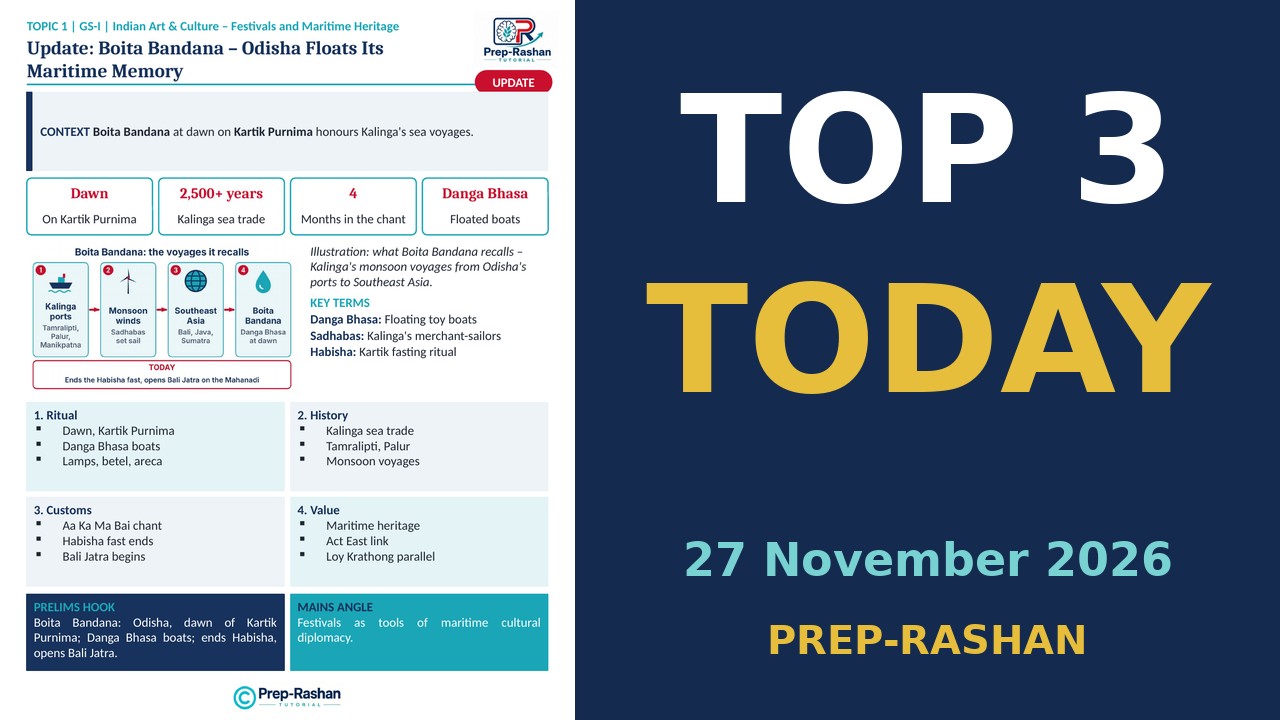 TOPIC 1 | GS-I | Indian Art & Culture – Festivals and Maritime Heritage
Update: Boita Bandana – Odisha Floats Its
Maritime Memory
Prep-Rashan
TUTORIAL
UPDATE
CONTEXT Boita Bandana at dawn on Kartik Purnima honours Kalinga's sea voyages.
Dawn
On Kartik Purnima
2,500+ years
Kalinga sea trade
4
Months in the chant
Danga Bhasa
Floated boats
Boita Bandana: the voyages it recalls
1
Kalinga
ports
Tamralipti,
Palur,
Manikpatna
2
Monsoon
winds
Sadhabas
set sail
3
Southeast
Asia
Bali, Java,
Sumatra
4
Boita
Bandana
Danga Bhasa
at dawn
TODAY
Ends the Habisha fast, opens Bali Jatra on the Mahanadi
Illustration: what Boita Bandana recalls –
Kalinga's monsoon voyages from Odisha's
ports to Southeast Asia.
KEY TERMS
Danga Bhasa: Floating toy boats
Sadhabas: Kalinga's merchant-sailors
Habisha: Kartik fasting ritual
1. Ritual
▪ Dawn, Kartik Purnima
▪ Danga Bhasa boats
▪ Lamps, betel, areca
2. History
▪ Kalinga sea trade
▪ Tamralipti, Palur
▪ Monsoon voyages
3. Customs
▪ Aa Ka Ma Bai chant
▪ Habisha fast ends
▪ Bali Jatra begins
4. Value
▪ Maritime heritage
▪ Act East link
▪ Loy Krathong parallel
PRELIMS HOOK
Boita Bandana: Odisha, dawn of Kartik
Purnima; Danga Bhasa boats; ends Habisha,
opens Bali Jatra.
MAINS ANGLE
Festivals as tools of maritime cultural
diplomacy.
© Prep-Rashan
TUTORIAL
TOP 3
TODAY
27 November 2026
PREP-RASHAN